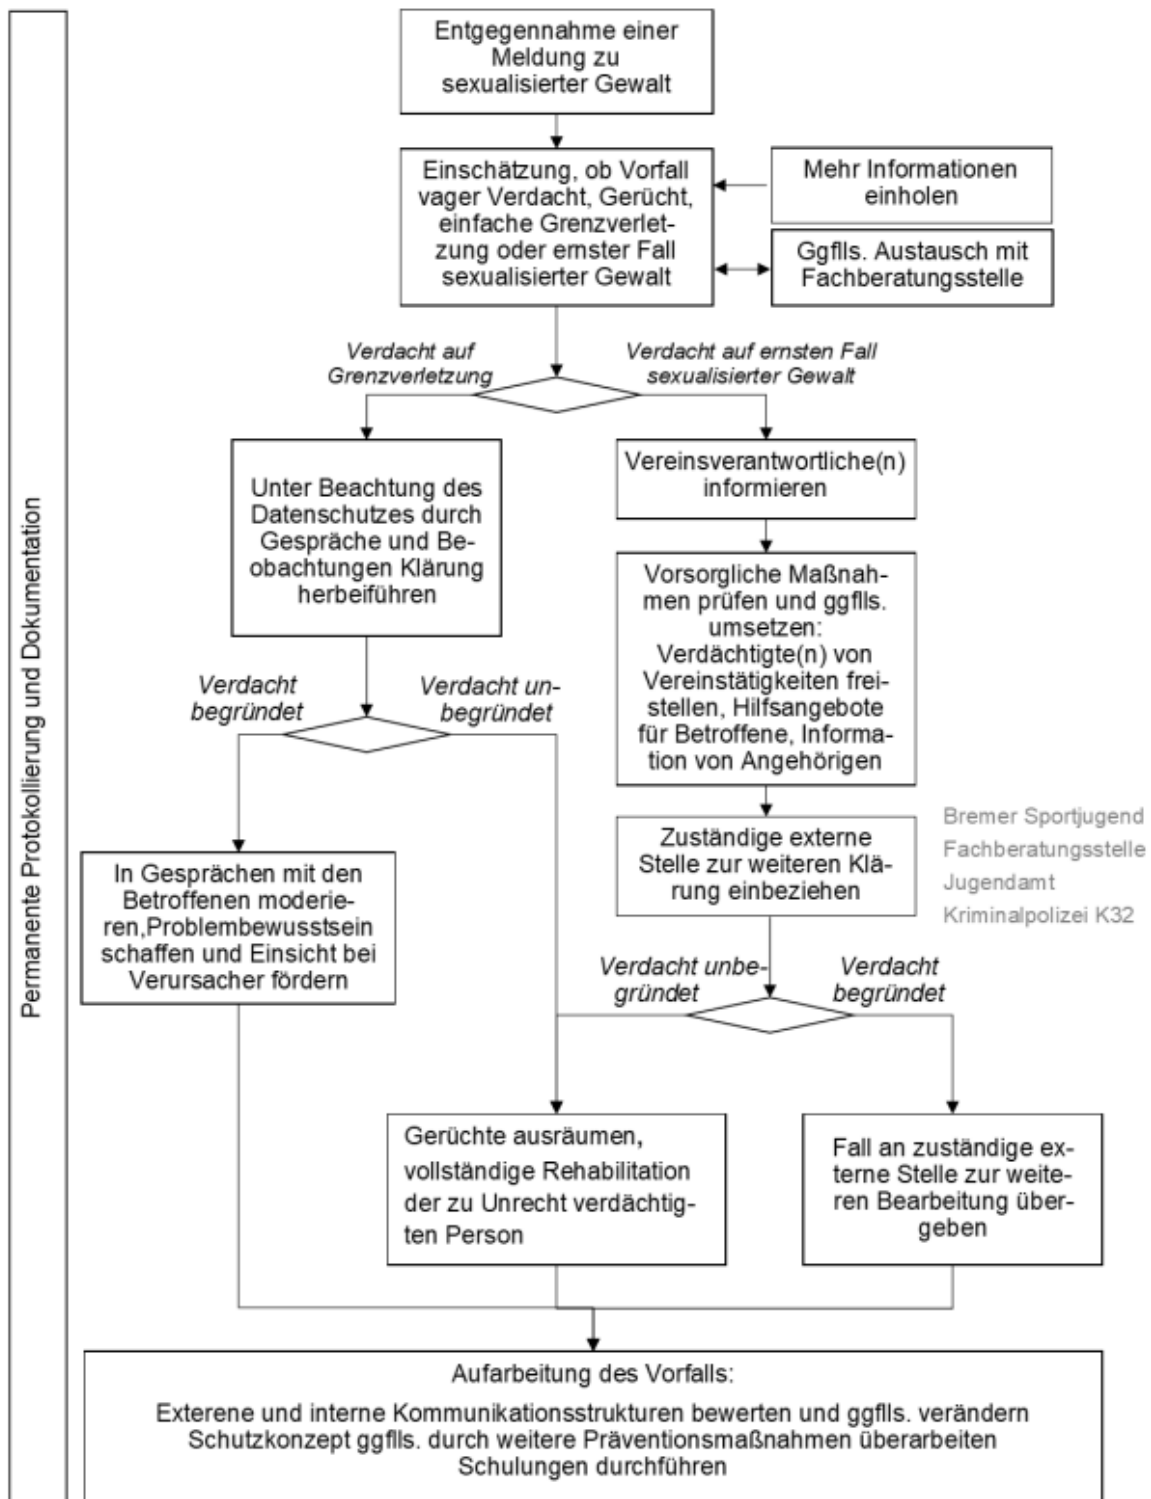 Permanente Protokollierung und Dokumentation
Entgegennahme einer
Meldung zu
sexualisierter Gewalt
Einschätzung, ob Vorfall
vager Verdacht, Gerücht,
einfache Grenzverlet-
zung oder ernster Fall
sexualisierter Gewalt
Mehr Informationen
einholen
Ggflls. Austausch mit
Fachberatungsstelle
Verdacht auf
Grenzverletzung
Verdacht auf ernsten Fall
sexualisierter Gewalt
Unter Beachtung des
Datenschutzes durch
Gespräche und Be-
obachtungen Klärung
herbeiführen
Vereinsverantwortliche(n)
informieren
Vorsorgliche Maßnah-
men prüfen und ggflls.
umsetzen:
Verdächtigte(n) von
Vereinstätigkeiten frei-
stellen, Hilfsangebote
für Betroffene, Informa-
tion von Angehörigen
Verdacht
begründet
Verdacht un-
begründet
Zuständige externe
Stelle zur weiteren Klä-
rung einbeziehen
Bremer Sportjugend
Fachberatungsstelle
Jugendamt
Kriminalpolizei K32
In Gesprächen mit den
Betroffenen moderie-
ren,Problembewusstsein
schaffen und Einsicht bei
Verursacher fördern
Verdacht unbe-
gründet
Verdacht
begründet
Gerüchte ausräumen,
vollständige Rehabilitation
der zu Unrecht verdächtig-
ten Person
Fall an zuständige ex-
terne Stelle zur weite-
ren Bearbeitung über-
geben
Aufarbeitung des Vorfalls:
Exterene und interne Kommunikationsstrukturen bewerten und ggflls. verändern
Schutzkonzept ggflls. durch weitere Präventionsmaßnahmen überarbeiten
Schulungen durchführen